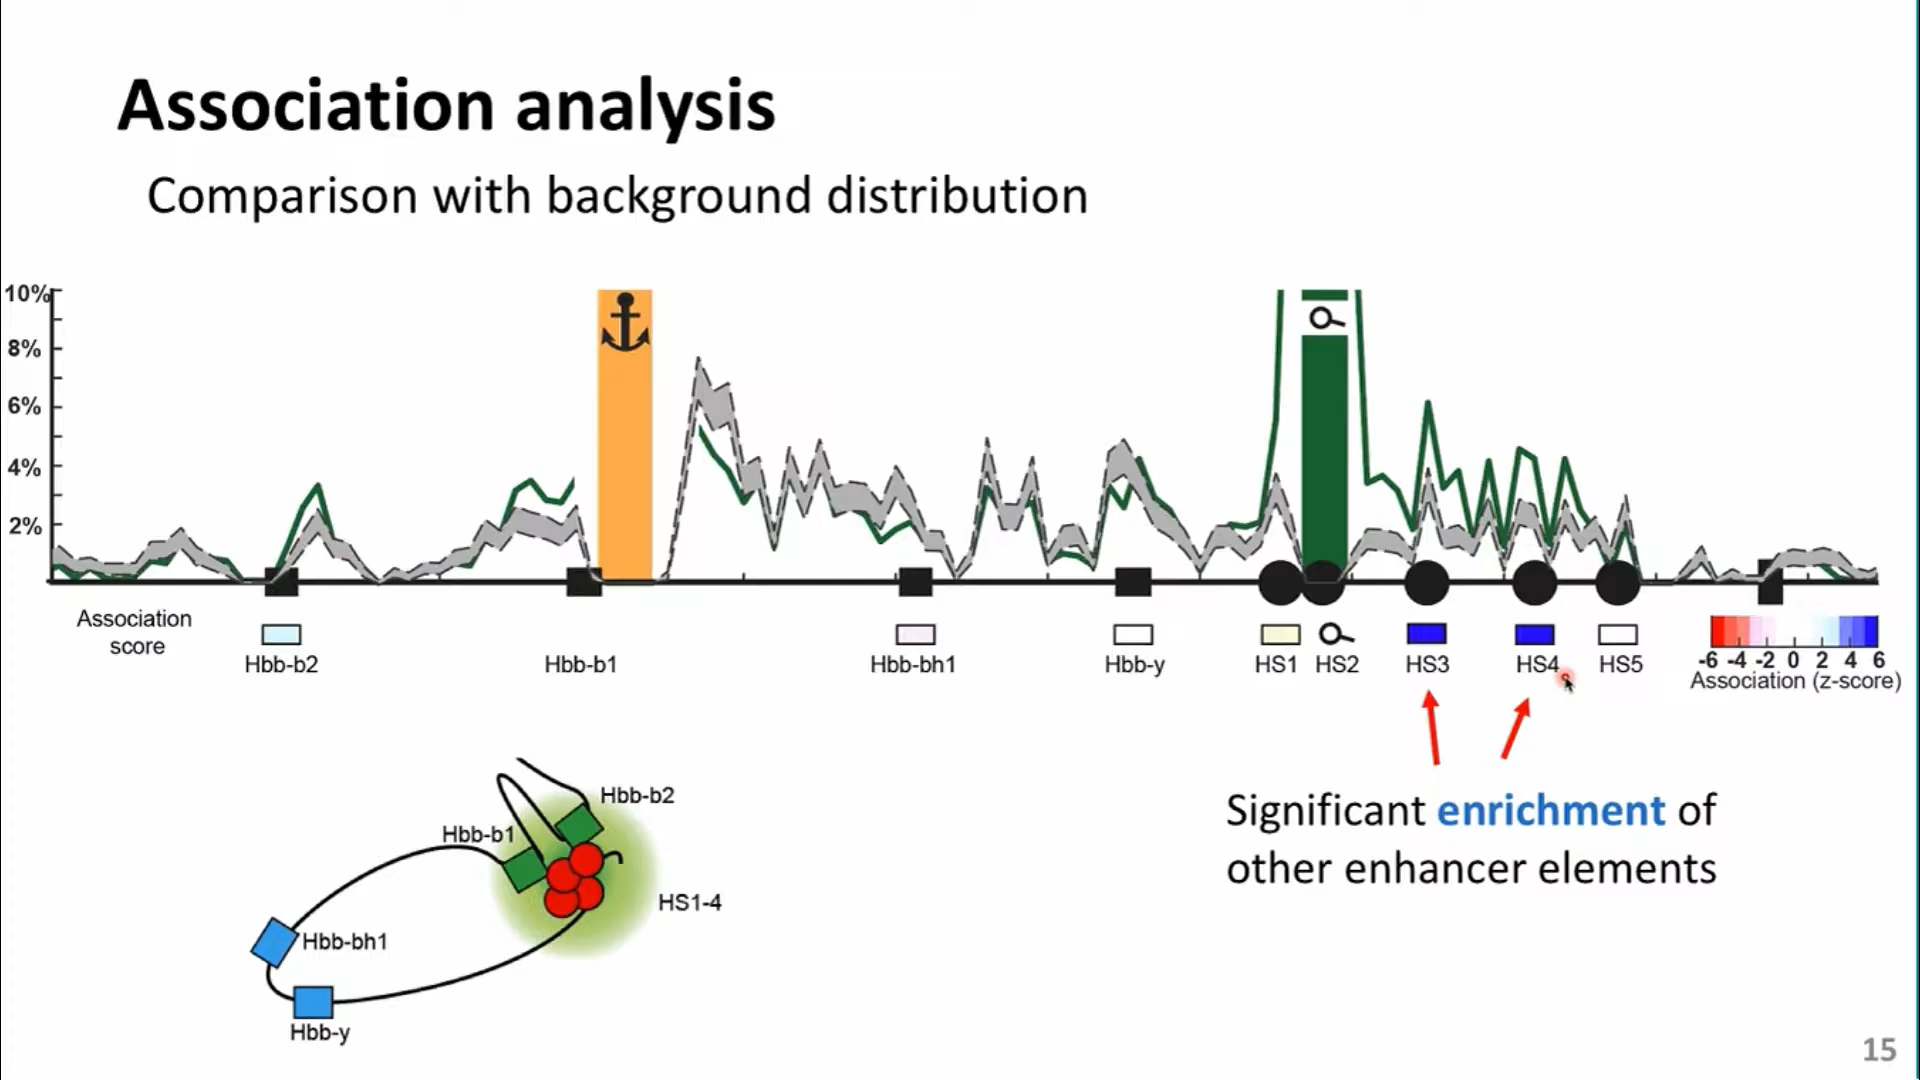 Association analysis
Comparison with background distribution
10%
8%
6%
4%
2%
Association
score
Hbb-b2
Hbb-b1
Hbb-bh1
Hbb-y
HS1
HS2
HS3
HS4
HS5
-6 -4 -2 0 2 4 6
Association (z-score)
Significant enrichment of
other enhancer elements
Hbb-b2
Hbb-b1
HS1-4
Hbb-bh1
Hbb-y
15